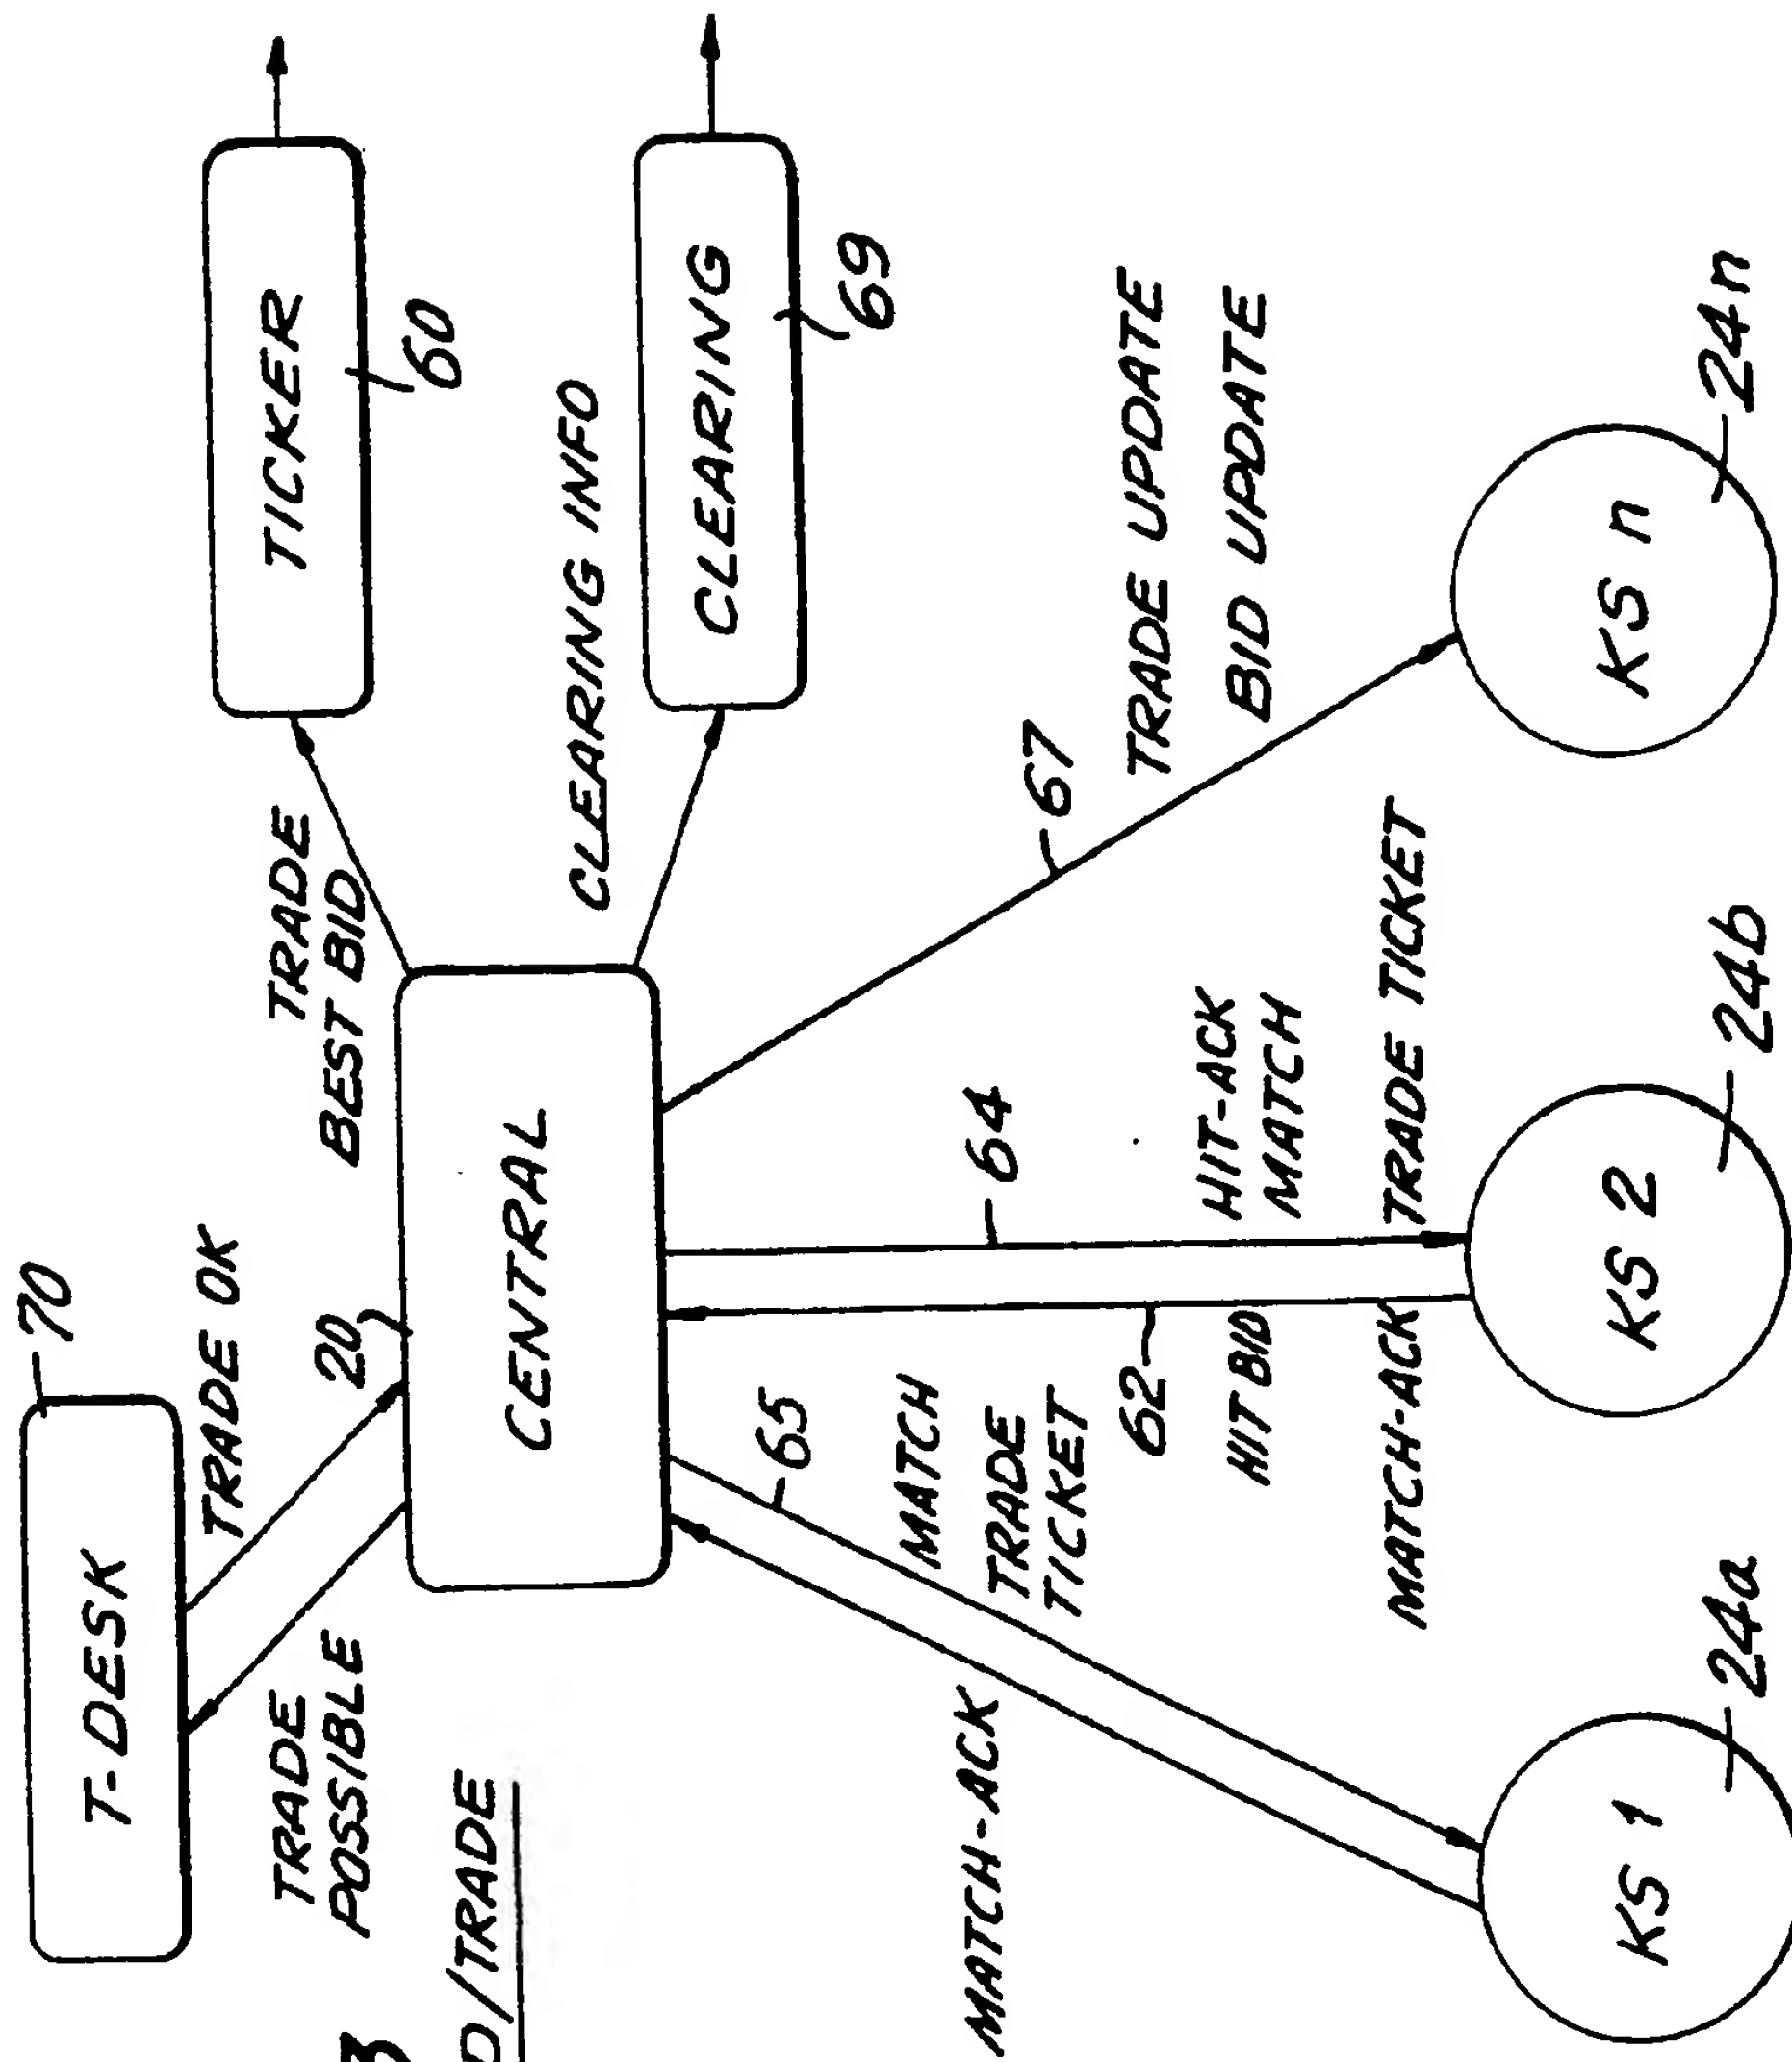 T-DESK
70
TRADE OK
TRADE
POSSIBLE
20
CENTRAL
TRADE
BEST BID
TICKER
60
CLEARING INFO
CLEARING
69
3
D/TRADE
MATCH-ACK
65
MATCH
TRADE
TICKET
62
HIT BID
MATCH-ACK
64
HIT-ACK
MATCH
TRADE TICKET
67
TRADE UPDATE
BID UPDATE
KS 1
24a
KS 2
24b
KS n
24n